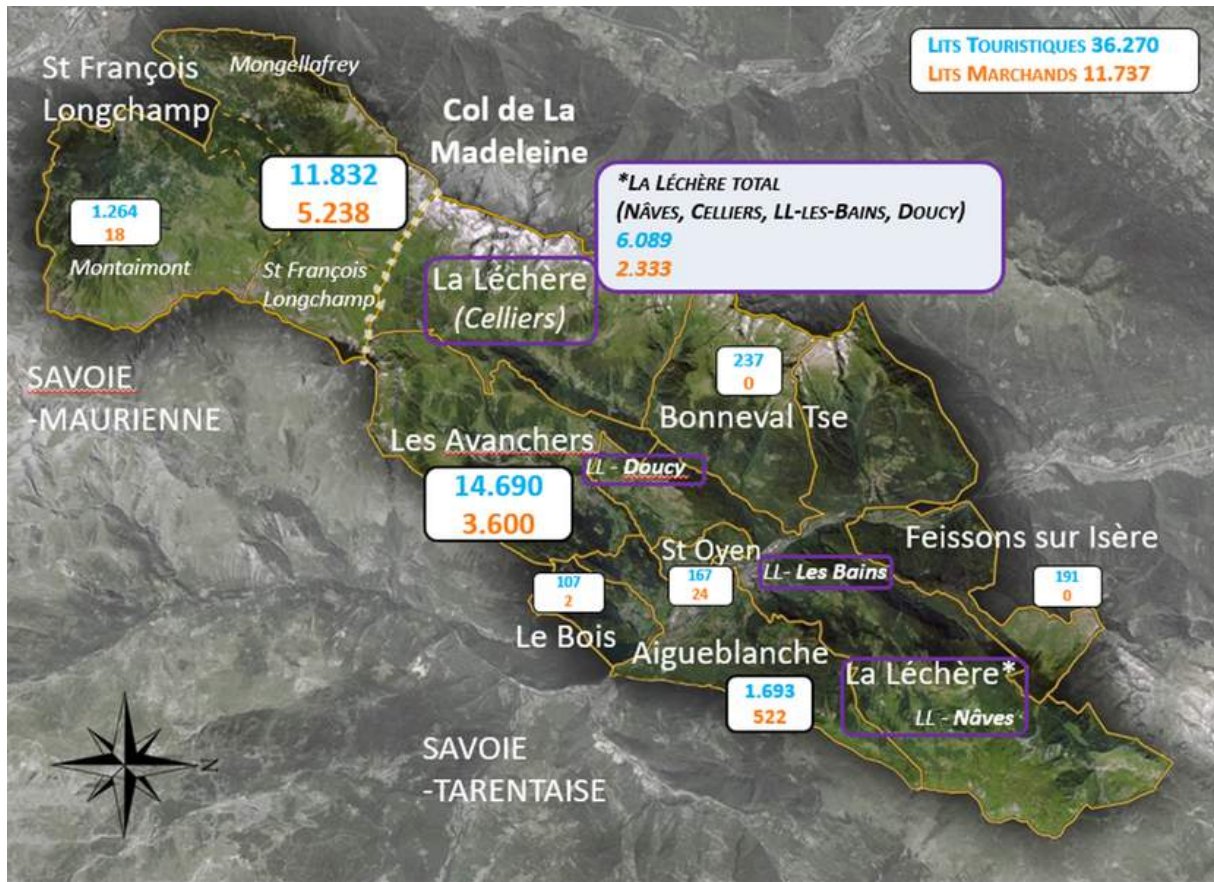 LITS TOURISTIQUES 36.270
LITS MARCHANDS 11.737
St François
Longchamp
Mongellafrey
Col de La
Madeleine
11.832
5.238
1.264
18
Montaimont
St François
Longchamp
*LA LÉCHÈRE TOTAL
(NÂVES, CELLIERS, LL-LES-BAINS, DOUCY)
6.089
2.333
La Léchère
(Celliers)
SAVOIE
-MAURIENNE
237
0
Bonneval Tse
Les Avanchers
LL - Doucy
14.690
3.600
St Oyen
167
24
LL- Les Bains
Feissons sur Isère
191
0
107
2
Le Bois
Aigueblanche
1.693
522
La Léchère*
LL - Nâves
SAVOIE
-TARENTAISE
N